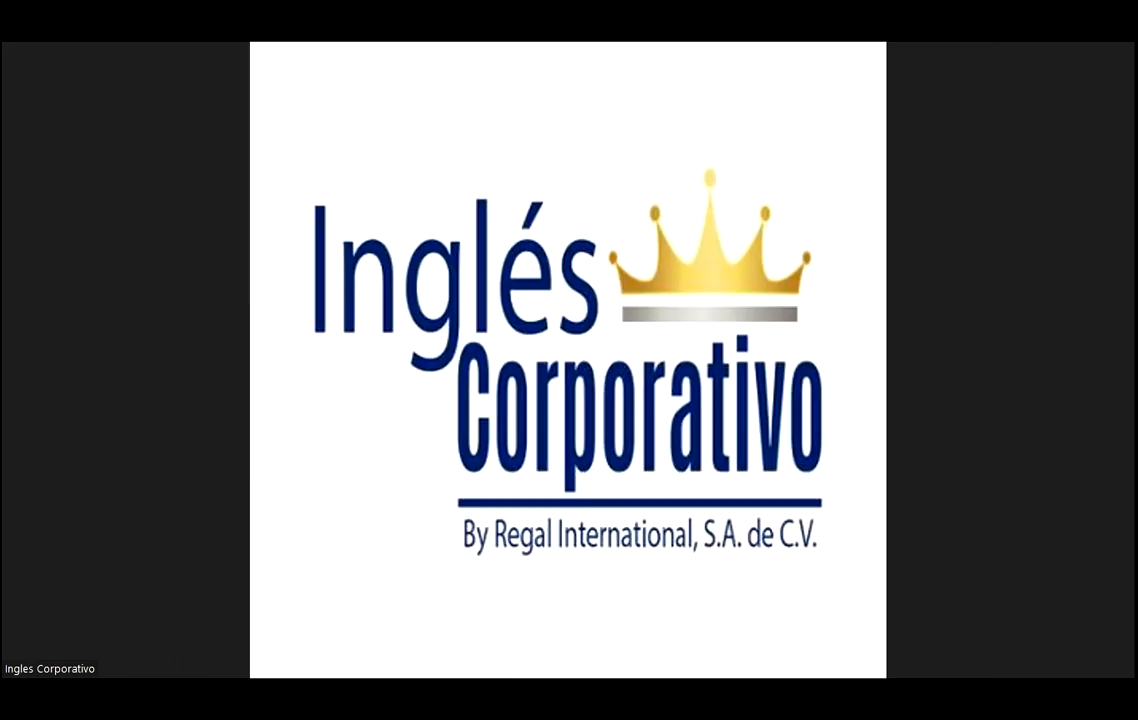 Inglés
Corporativo
By Regal International, S.A. de C.V.
Ingles Corporativo